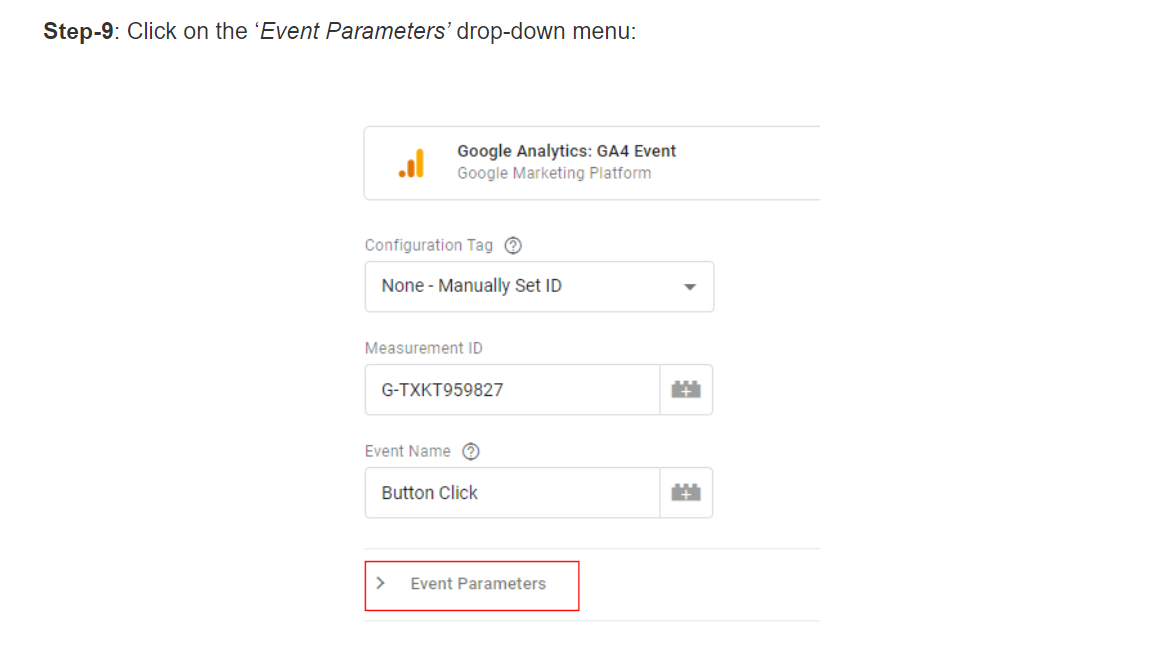 Step-9: Click on the ‘Event Parameters’ drop-down menu:
Google Analytics: GA4 Event
Google Marketing Platform
Configuration Tag ?
None - Manually Set ID
Measurement ID
G-TXKT959827
Event Name ?
Button Click
Event Parameters